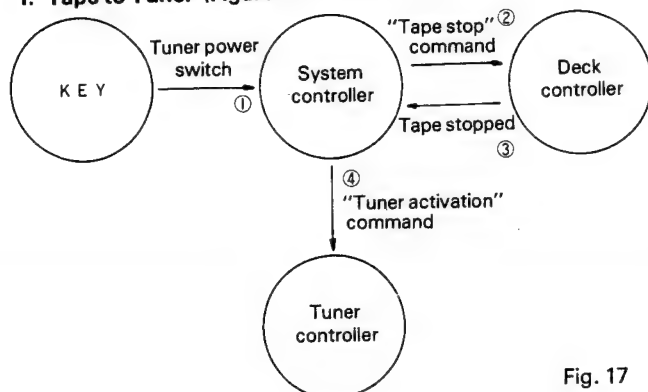 1. Tape to Tuner (Figure
KEY
Tuner power
switch
①
System
controller
"Tape stop" ②
command
Tape stopped
③
Deck
controller
④
"Tuner activation"
command
Tuner
controller
Fig. 17